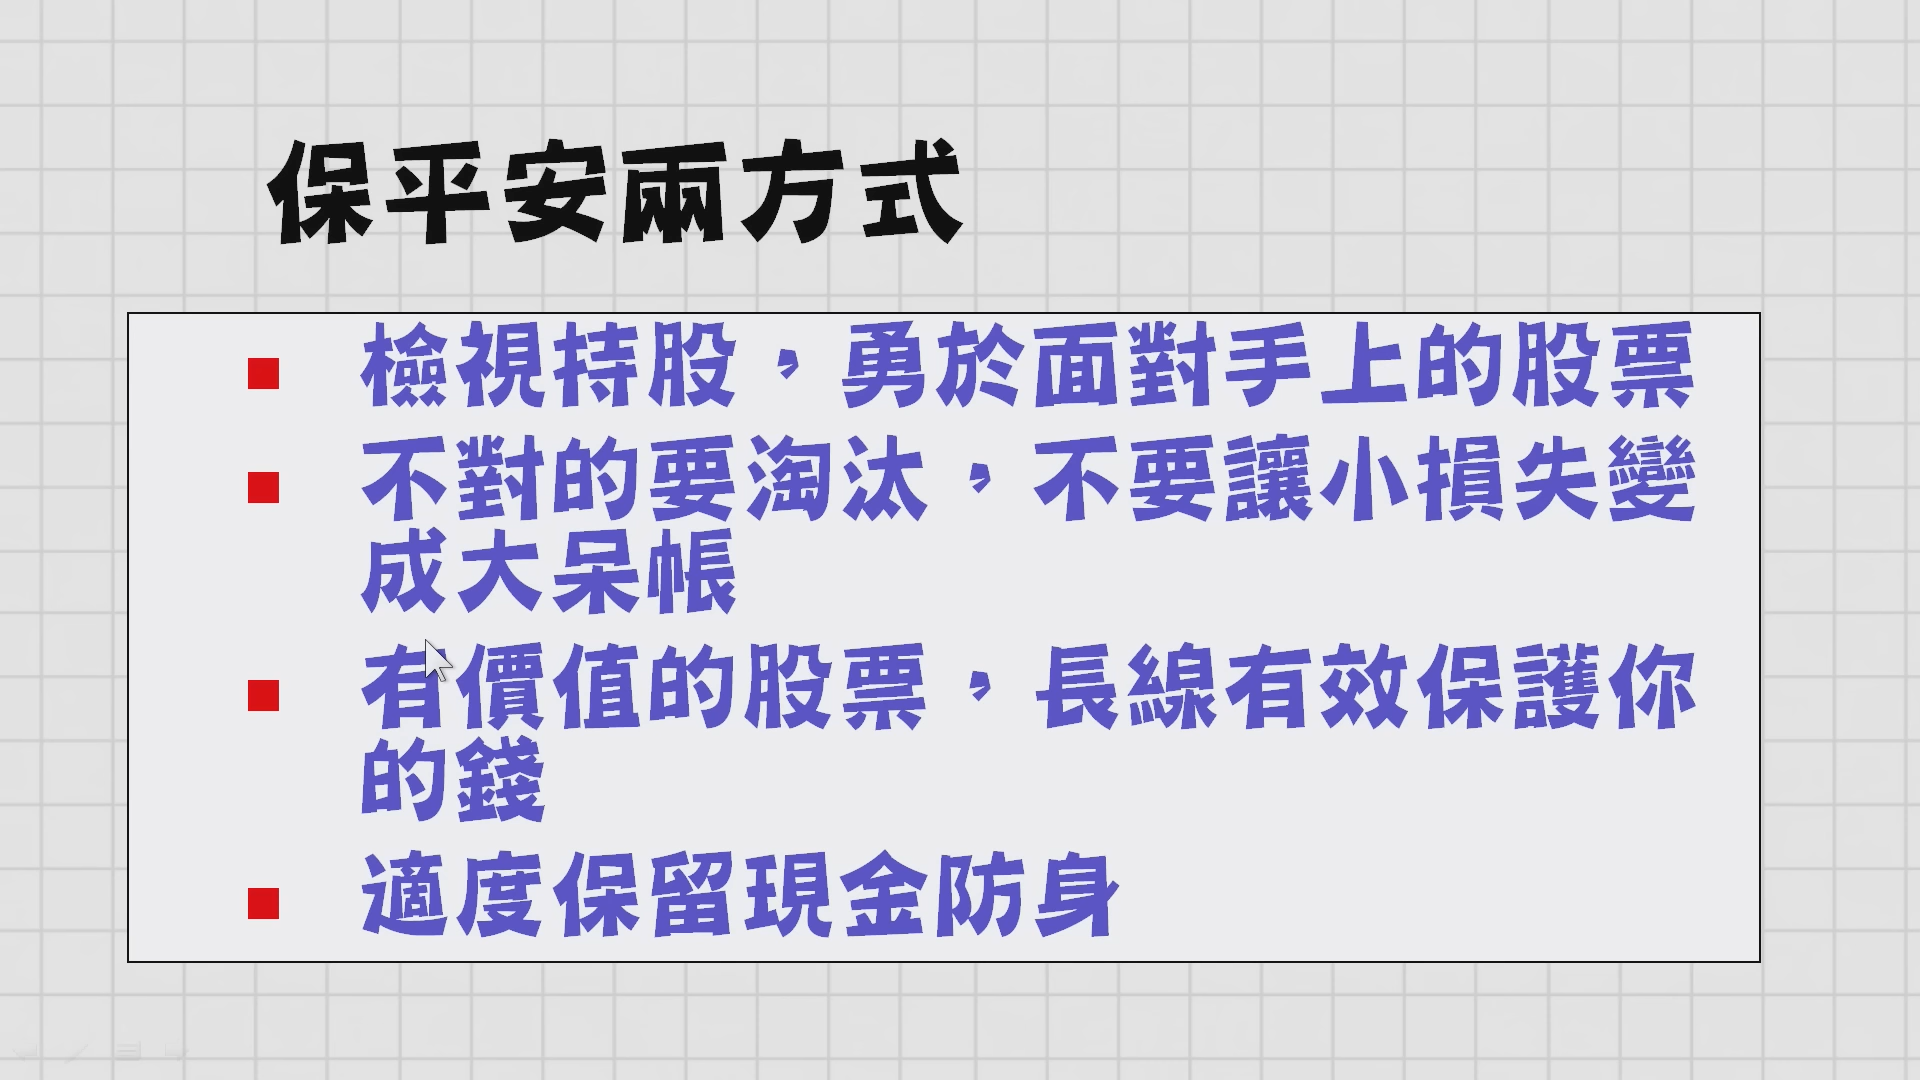 保平安兩方式
檢視持股，勇於面對手上的股票
不對的要淘汰，不要讓小損失變
成大呆帳
有價值的股票，長線有效保護你
的錢
適度保留現金防身